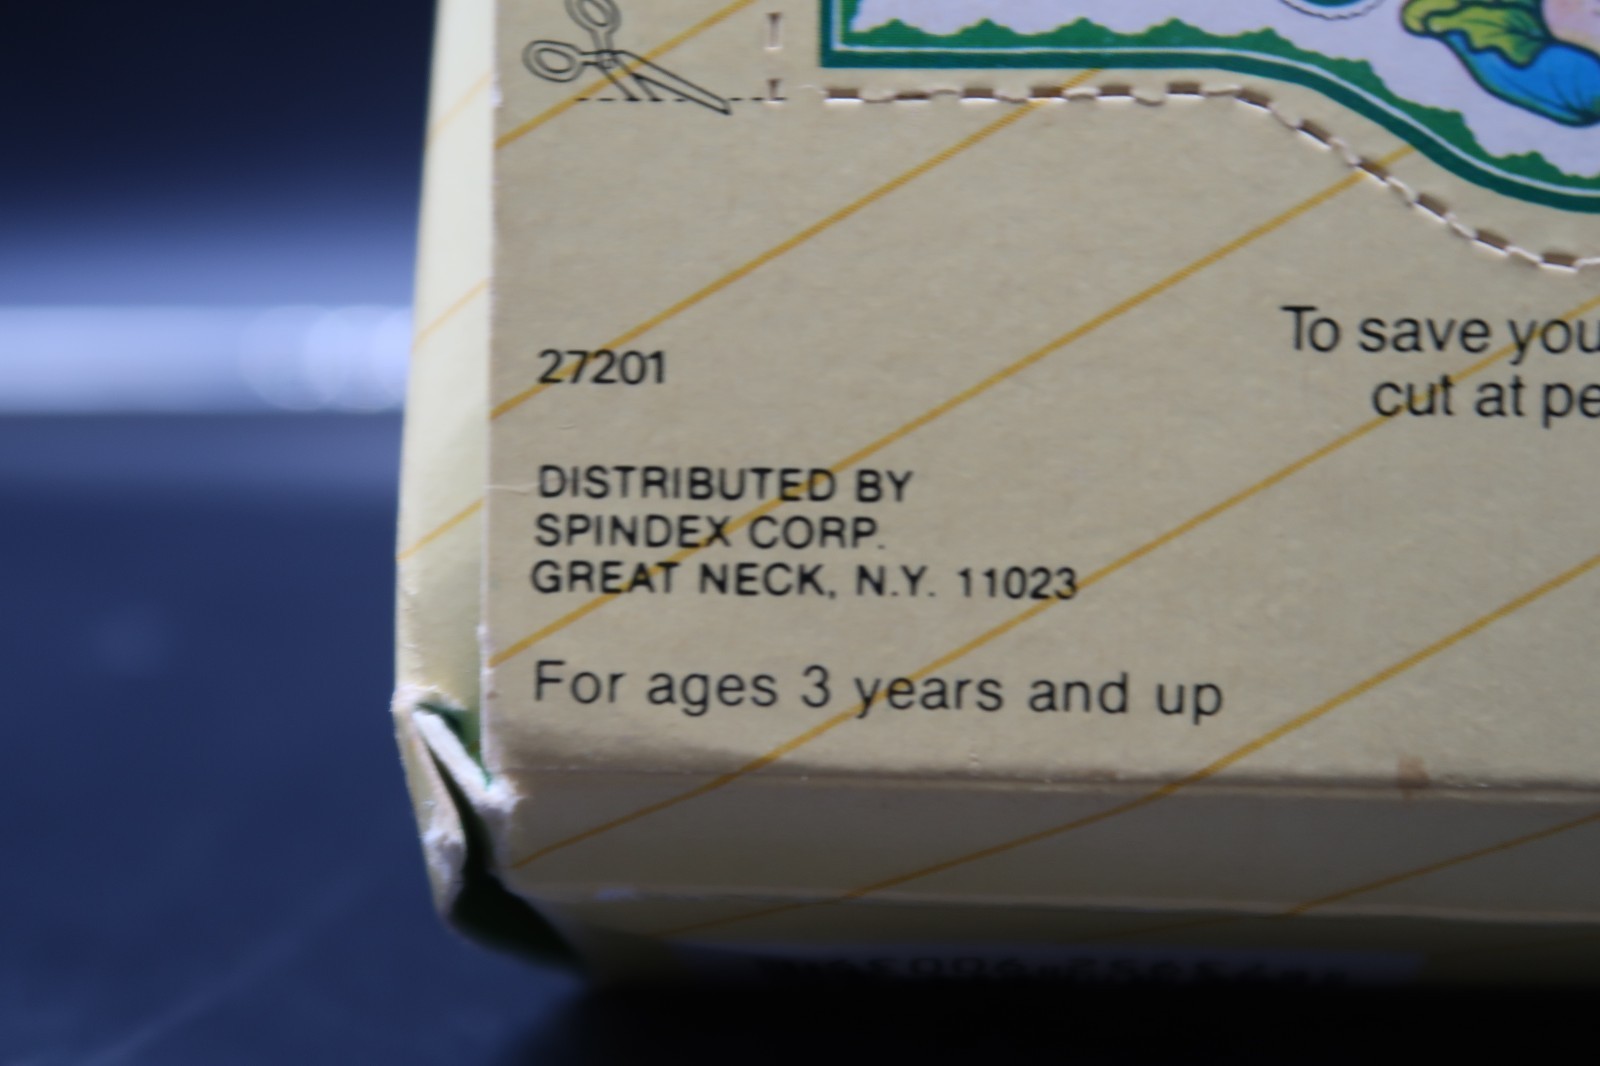 27201
To save you
cut at pe
DISTRIBUTED BY
SPINDEX CORP.
GREAT NECK, N.Y. 11023
For ages 3 years and up